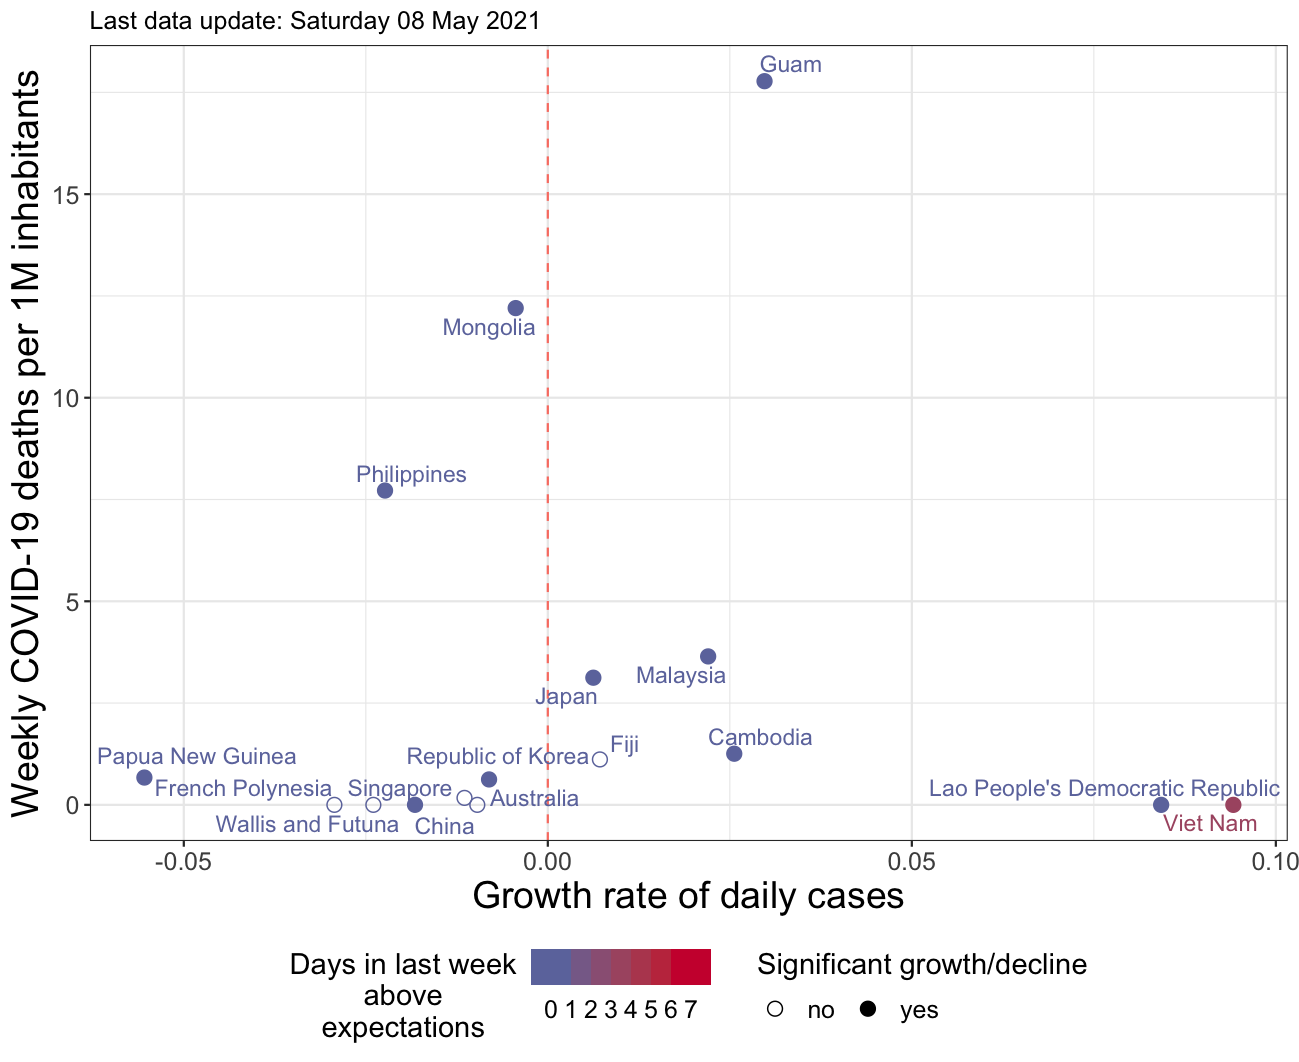 Last data update: Saturday 08 May 2021
Weekly COVID-19 deaths per 1M inhabitants
15
10
5
0
Guam
Mongolia
Philippines
Malaysia
Japan
Fiji
Cambodia
Papua New Guinea
Republic of Korea
French Polynesia
Singapore
Australia
Lao People's Democratic Republic
Wallis and Futuna
China
Viet Nam
-0.05
0.00
0.05
0.10
Growth rate of daily cases
Days in last week
above
expectations
0 1 2 3 4 5 6 7
Significant growth/decline
no
yes